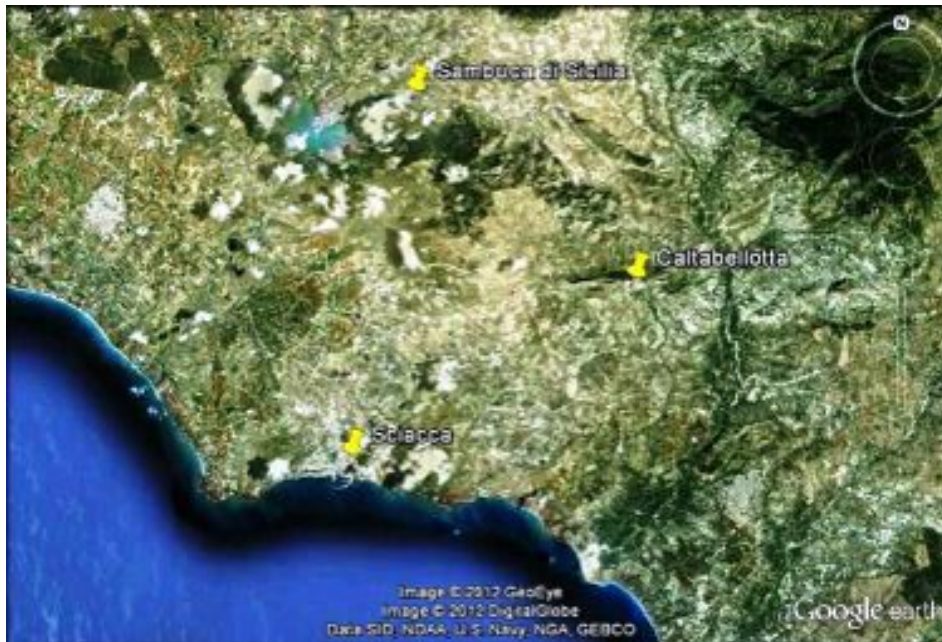 N
Sambuca di Sicilia
Caltabellotta
Sciacca
Image © 2012 GeoEye
Image © 2012 DigitalGlobe
Data SIO, NOAA, U.S. Navy, NGA, GEBCO
Google earth